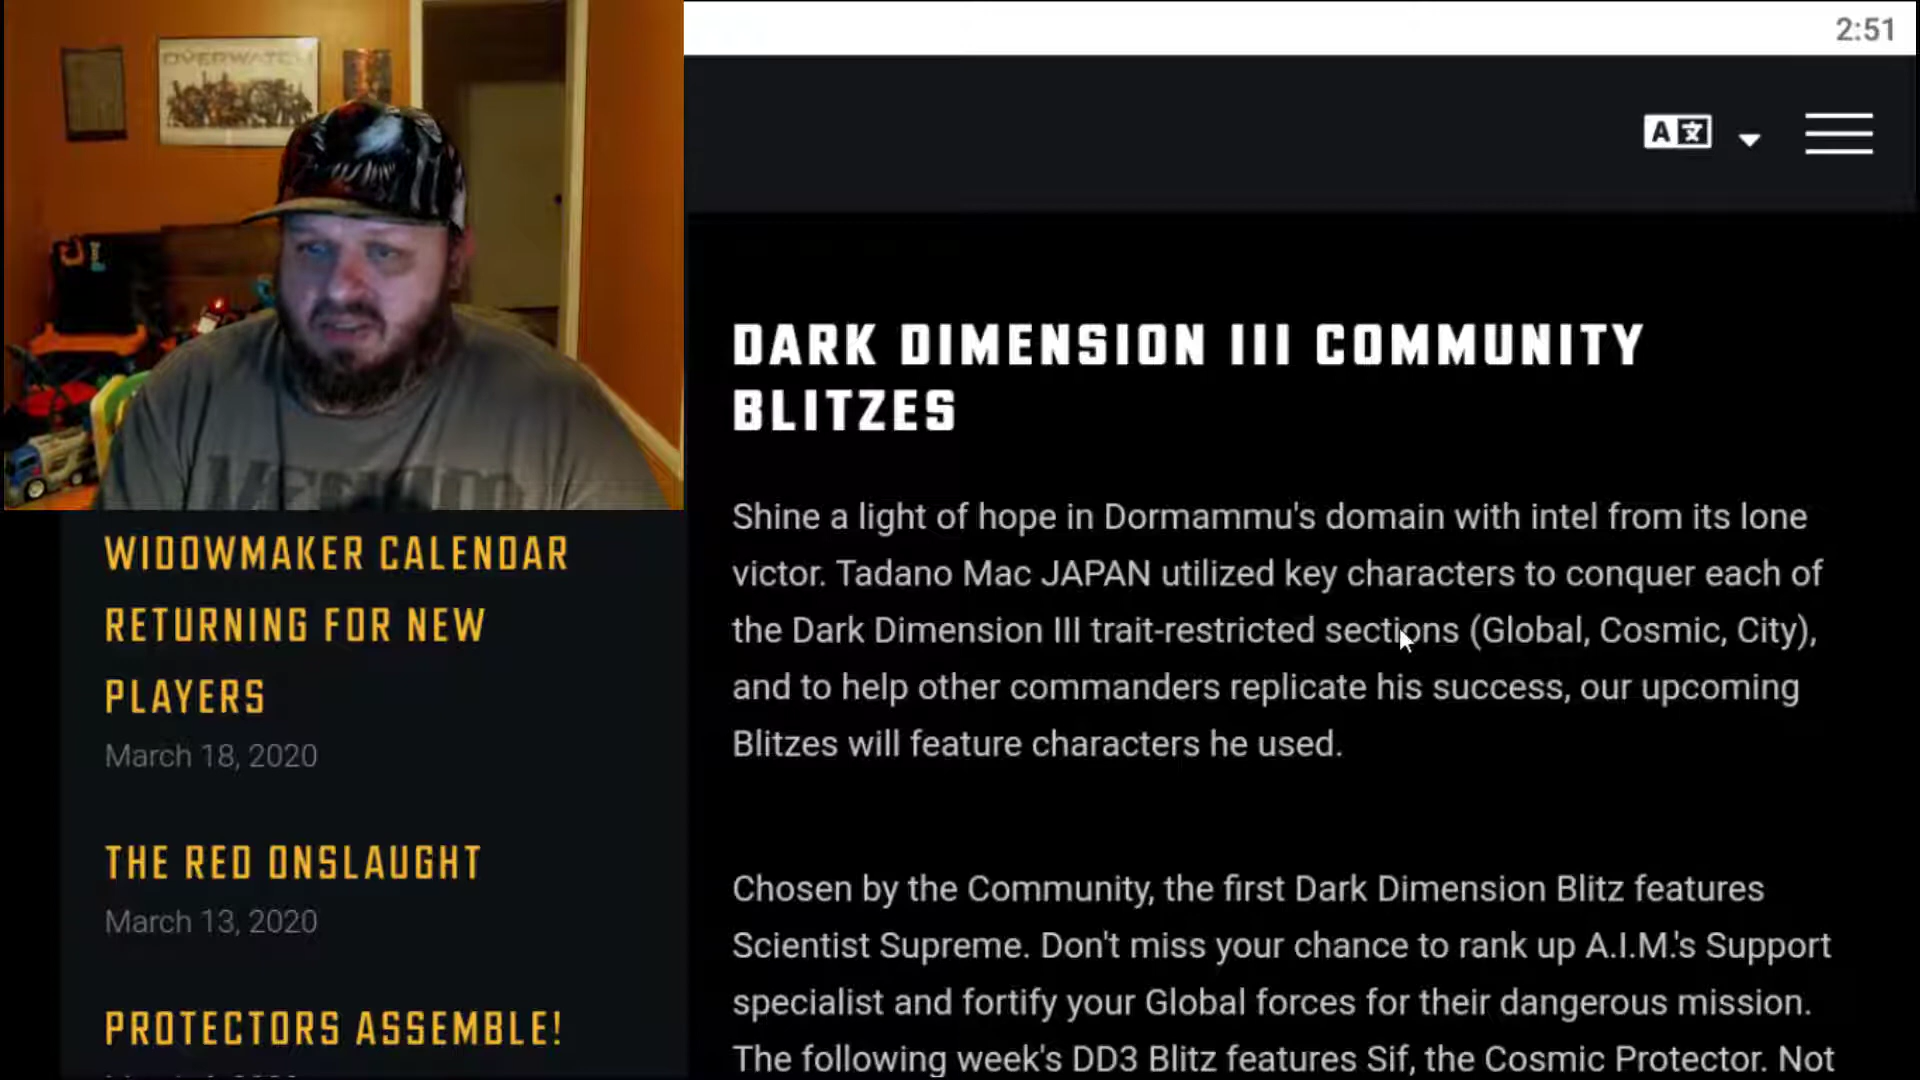 2:51
OVERWATCH
VENOM
DARK DIMENSION III COMMUNITY
BLITZES
Shine a light of hope in Dormammu's domain with intel from its lone
victor. Tadano Mac JAPAN utilized key characters to conquer each of
the Dark Dimension III trait-restricted sections (Global, Cosmic, City),
and to help other commanders replicate his success, our upcoming
Blitzes will feature characters he used.
Chosen by the Community, the first Dark Dimension Blitz features
Scientist Supreme. Don't miss your chance to rank up A.I.M.'s Support
specialist and fortify your Global forces for their dangerous mission.
The following week's DD3 Blitz features Sif, the Cosmic Protector. Not
WIDOWMAKER CALENDAR
RETURNING FOR NEW
PLAYERS
March 18, 2020
THE RED ONSLAUGHT
March 13, 2020
PROTECTORS ASSEMBLE!